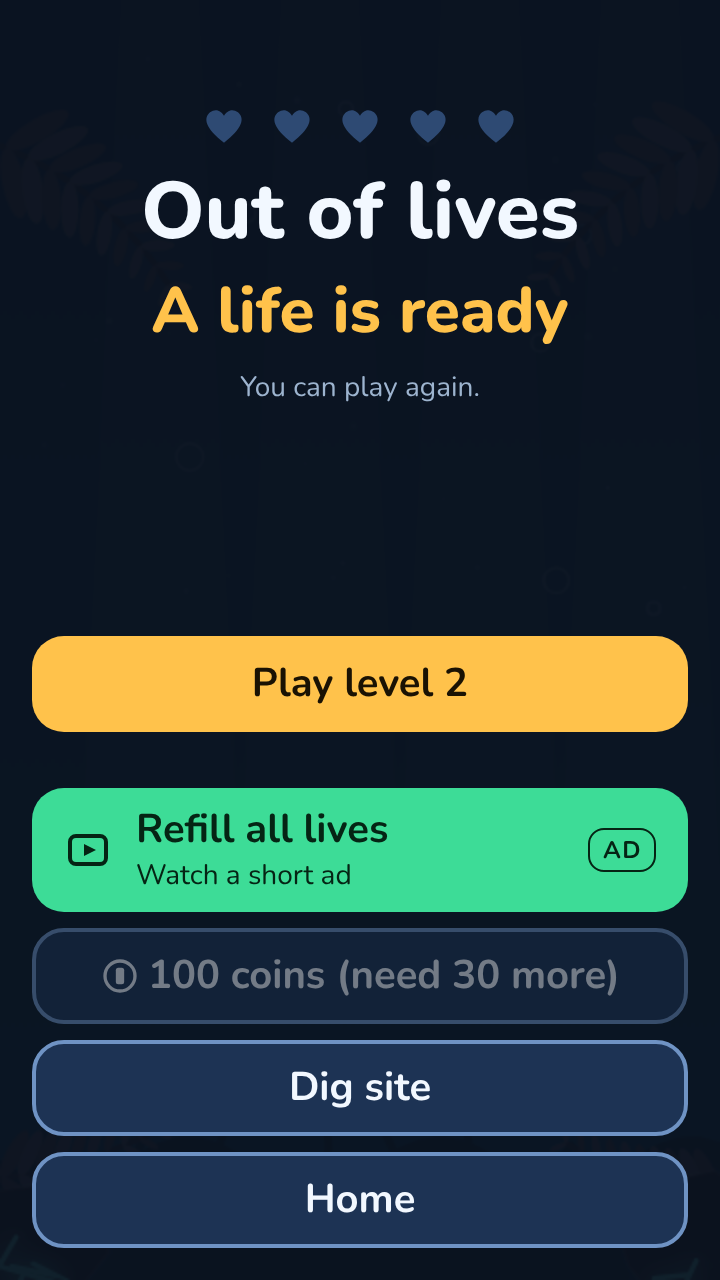 Out of lives
A life is ready
You can play again.
Play level 2
Refill all lives
Watch a short ad
AD
100 coins (need 30 more)
Dig site
Home